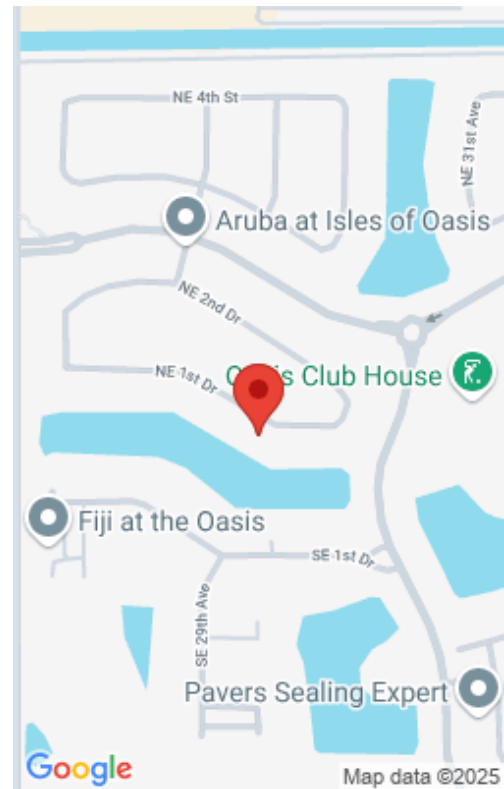 NE 4th St
NE 31st Ave
Aruba at Isles of Oasis
NE 2nd Dr
NE 1st Dr
Club House
Fiji at the Oasis
SE 1st Dr
SE 29th Ave
Pavers Sealing Expert
Google
Map data ©2025